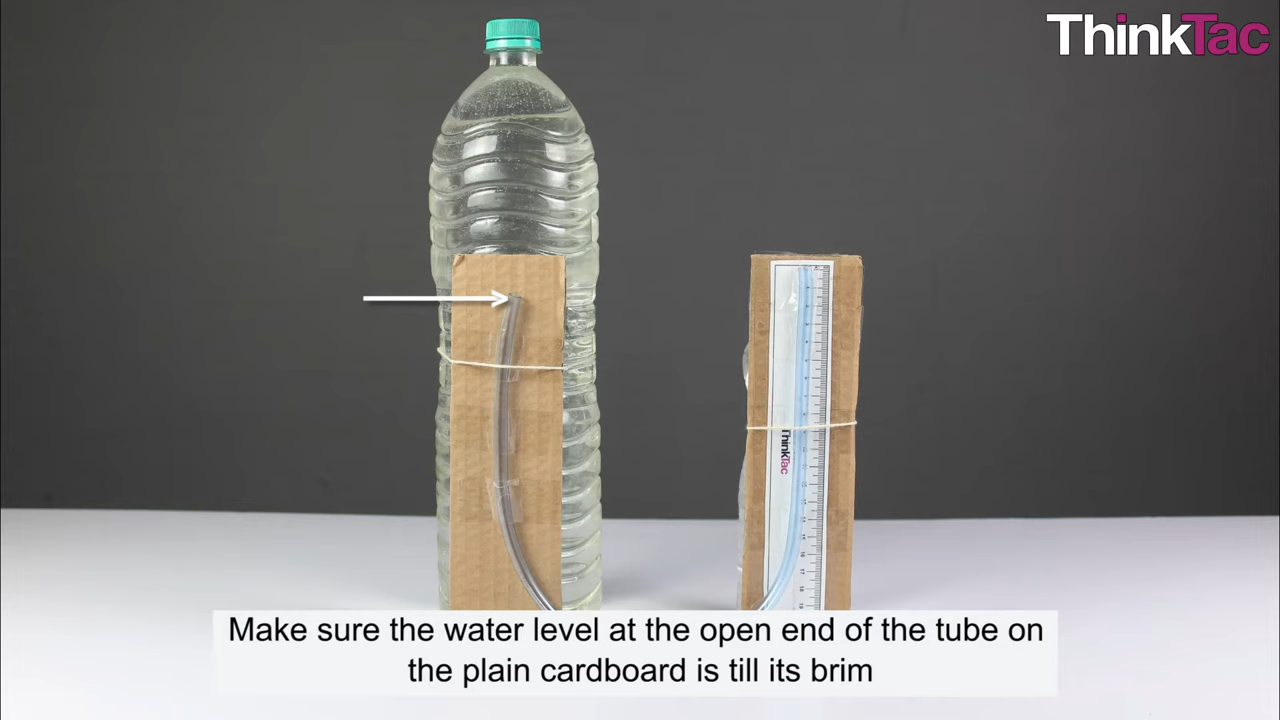 ThinkTac
ThinkTac
Make sure the water level at the open end of the tube on
the plain cardboard is till its brim